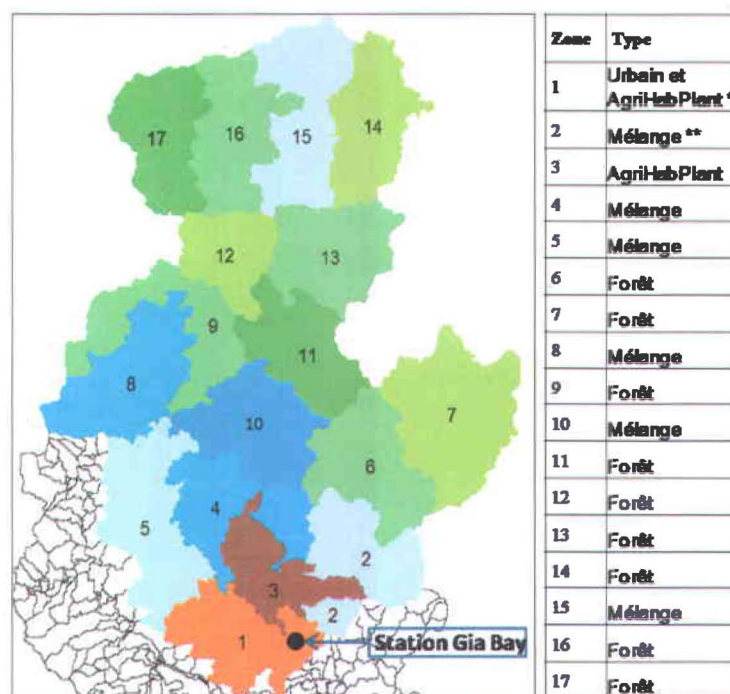 17
16
15
14
12
13
9
11
8
7
10
6
5
4
2
3
2
1
Station Gia Bay
Zone Type
1 Urbain et
AgriHabPlant *
2 Mélange **
3 AgriHabPlant
4 Mélange
5 Mélange
6 Forêt
7 Forêt
8 Mélange
9 Forêt
10 Mélange
11 Forêt
12 Forêt
13 Forêt
14 Forêt
15 Mélange
16 Forêt
17 Forêt